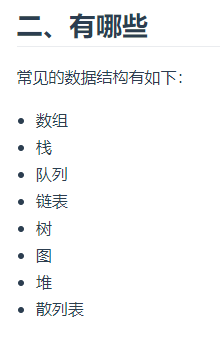 二、有哪些
常见的数据结构有如下：
• 数组
• 栈
• 队列
• 链表
• 树
• 图
• 堆
• 散列表